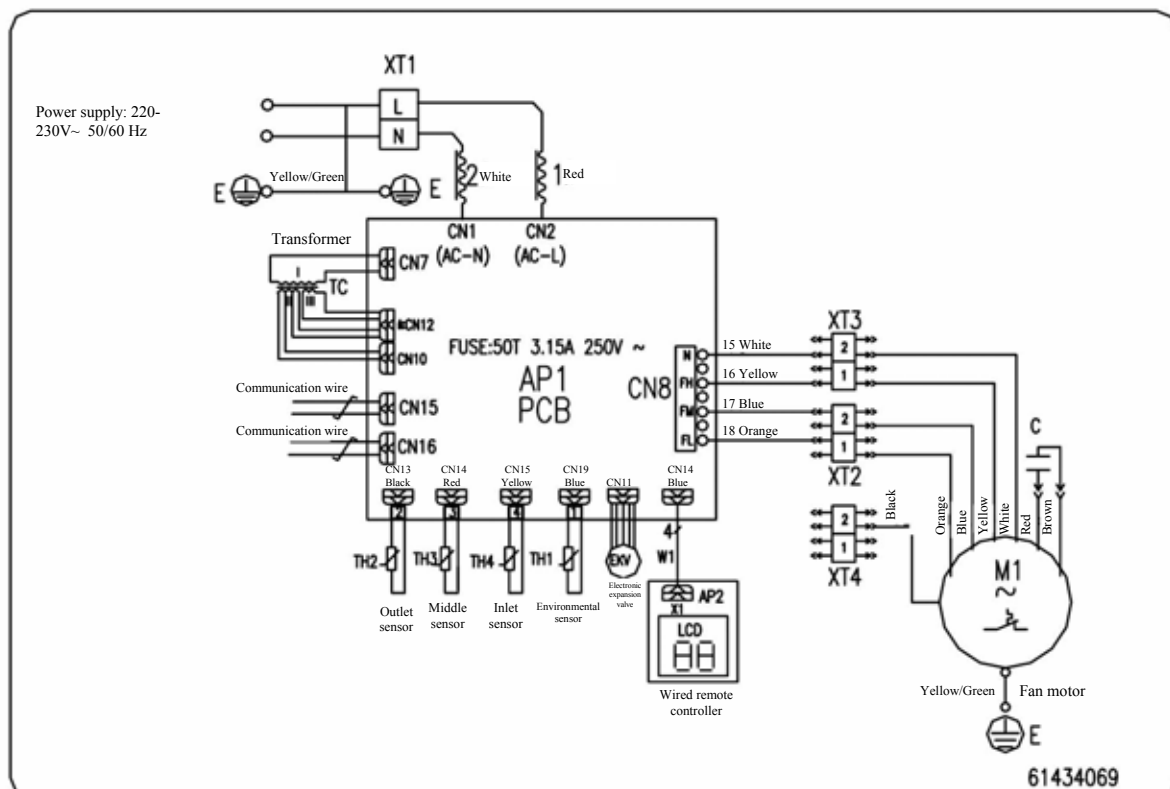 XT1
Power supply: 220-
230V~ 50/60 Hz
L
N
E
Yellow/Green
E
2
White
1
Red
Transformer
CN1
(AC-N)
CN2
(AC-L)
CN7
I
TC
II
III
CN12
CN10
FUSE:50T 3.15A 250V ~
AP1
PCB
CN8
N
FH
FM
FL
15 White
16 Yellow
17 Blue
18 Orange
XT3
2
1
2
1
XT2
C
Communication wire
CN15
Communication wire
CN16
CN13
Black
CN14
Red
CN15
Yellow
CN19
Blue
CN11
CN14
Blue
2
3
4
1
4
W1
TH2
TH3
TH4
TH1
EKV
Outlet
sensor
Middle
sensor
Inlet
sensor
Environmental
sensor
Electronic
expansion
valve
X1
AP2
LCD
88
Wired remote
controller
Black
2
1
XT4
Orange
Blue
Yellow
White
Red
Brown
M1
~
Yellow/Green
Fan motor
E
61434069